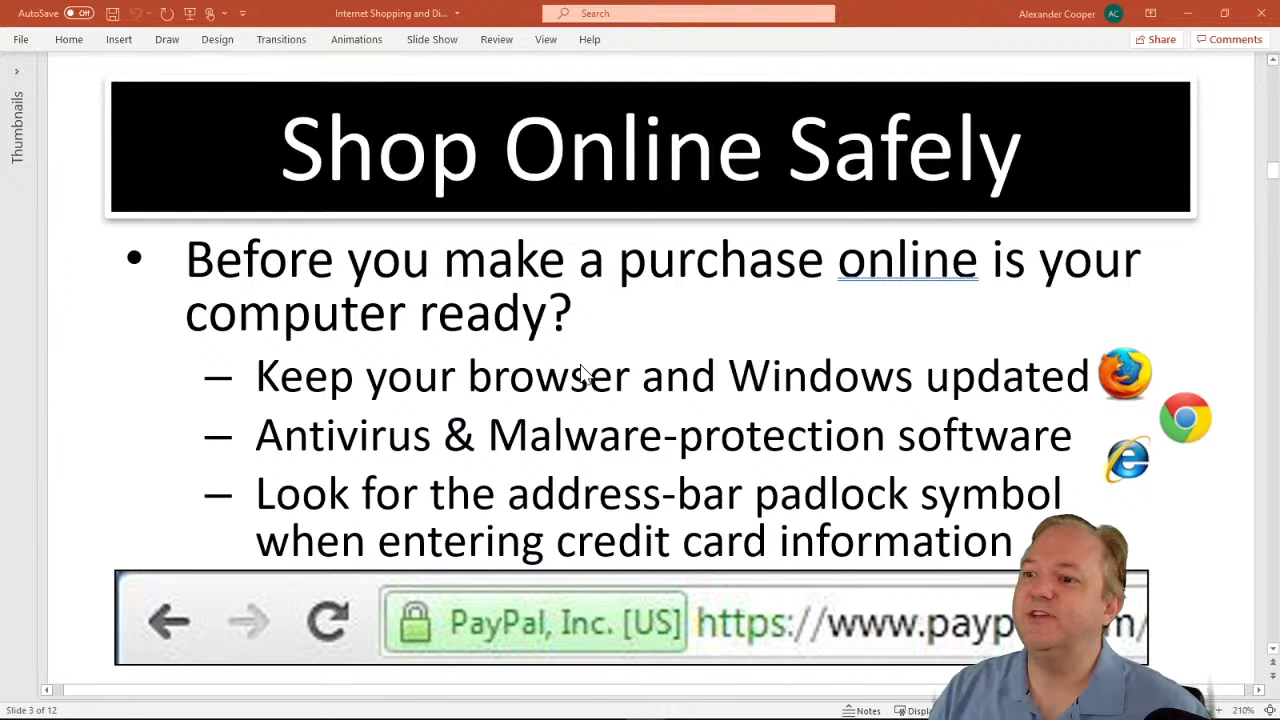 AutoSave Off Internet Shopping and Di... Search Alexander Cooper AC
File Home Insert Draw Design Transitions Animations Slide Show Review View Help Share Comments
Thumbnails
Shop Online Safely
• Before you make a purchase online is your
computer ready?
– Keep your browser and Windows updated
– Antivirus & Malware-protection software
– Look for the address-bar padlock symbol
when entering credit card information
PayPal, Inc. [US] https://www.payp m/
Slide 3 of 12 Notes Displ 210%